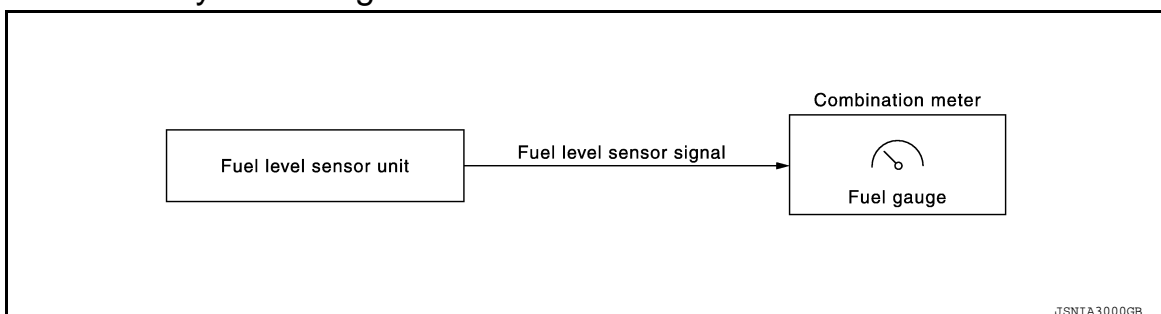 Combination meter
Fuel level sensor unit
Fuel level sensor signal
Fuel gauge
JSNIA3000GB